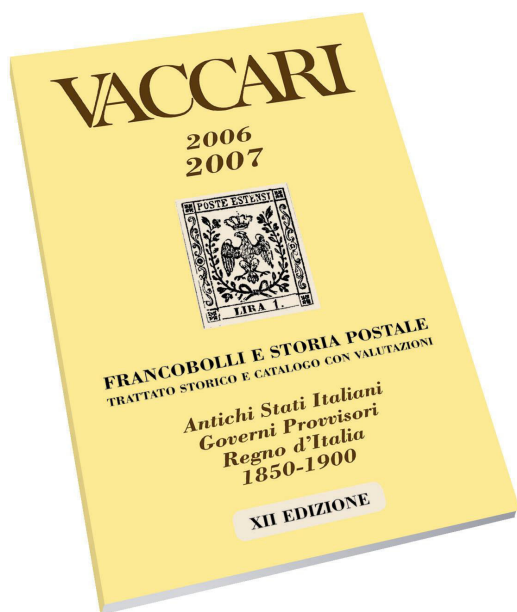 VACCARI
2006
2007
POSTE ESTENSI
LIRA 1.
FRANCOBOLLI E STORIA POSTALE
TRATTATO STORICO E CATALOGO CON VALUTAZIONI
Antichi Stati Italiani
Governi Provvisori
Regno d'Italia
1850-1900
XII EDIZIONE